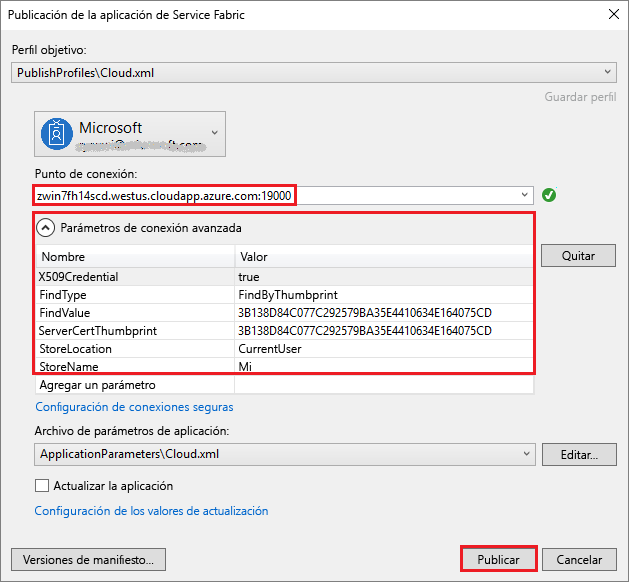 Publicación de la aplicación de Service Fabric
Perfil objetivo:
PublishProfiles\Cloud.xml
Guardar perfil
Microsoft
Punto de conexión:
zwin7fh14scd.westus.cloudapp.azure.com:19000
Parámetros de conexión avanzada
Nombre Valor
X509Credential true
FindType FindByThumbprint
FindValue 3B138D84C077C292579BA35E4410634E164075CD
ServerCertThumbprint 3B138D84C077C292579BA35E4410634E164075CD
StoreLocation CurrentUser
StoreName Mi
Agregar un parámetro
Quitar
Configuración de conexiones seguras
Archivo de parámetros de aplicación:
ApplicationParameters\Cloud.xml
Editar...
Actualizar la aplicación
Configuración de los valores de actualización
Versiones de manifiesto...
Publicar
Cancelar